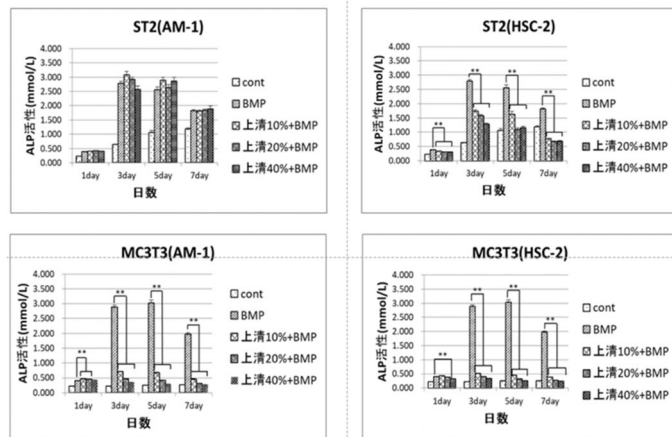 ST2(AM-1)
ALP活性(mmol/L)
4.000
3.500
3.000
2.500
2.000
1.500
1.000
0.500
0.000
1day 3day 5day 7day
日数
cont
BMP
上清10%+BMP
上清20%+BMP
上清40%+BMP
ST2(HSC-2)
ALP活性(mmol/L)
4.000
3.500
3.000
2.500
2.000
1.500
1.000
0.500
0.000
** ** ** **
1day 3day 5day 7day
日数
cont
BMP
上清10%+BMP
上清20%+BMP
上清40%+BMP
MC3T3(AM-1)
ALP活性(mmol/L)
4.000
3.500
3.000
2.500
2.000
1.500
1.000
0.500
0.000
** ** ** **
1day 3day 5day 7day
日数
cont
BMP
上清10%+BMP
上清20%+BMP
上清40%+BMP
MC3T3(HSC-2)
ALP活性(mmol/L)
4.000
3.500
3.000
2.500
2.000
1.500
1.000
0.500
0.000
** ** ** **
1day 3day 5day 7day
日数
cont
BMP
上清10%+BMP
上清20%+BMP
上清40%+BMP